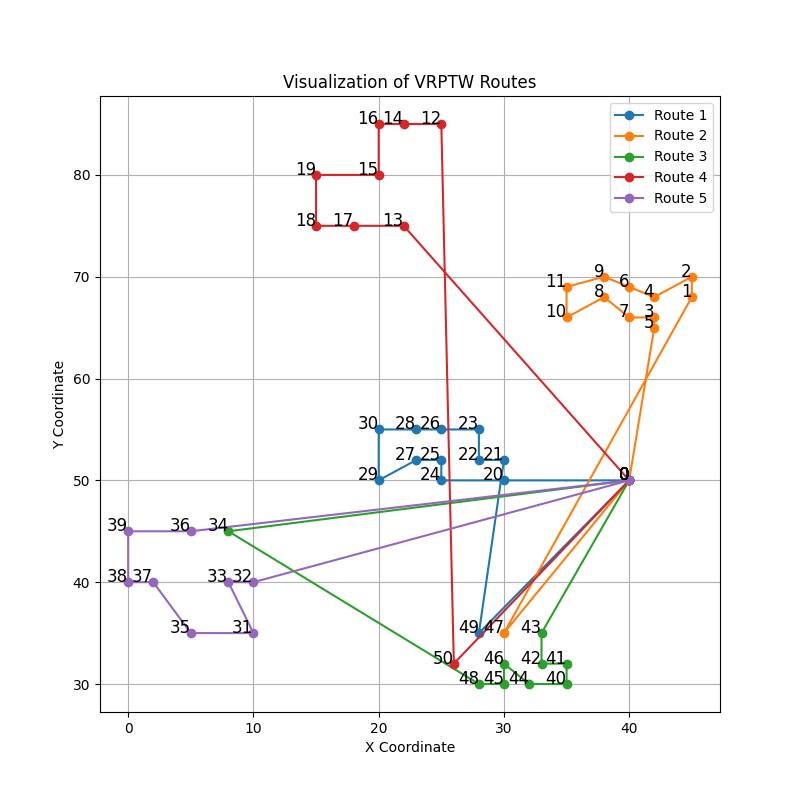 Visualization of VRPTW Routes
Route 1
Route 2
Route 3
Route 4
Route 5
16 14 12
19 15
18 17 13
9 6 2
11 8 4 1
10 7 3
5
30 28 26 23
27 25 22 21
29 24 20 0
39 36 34
38 37 33 32
35 31 49 47 43
50 46 42 41
48 45 44 40
80
70
60
50
40
30
Y Coordinate
0 10 20 30 40
X Coordinate